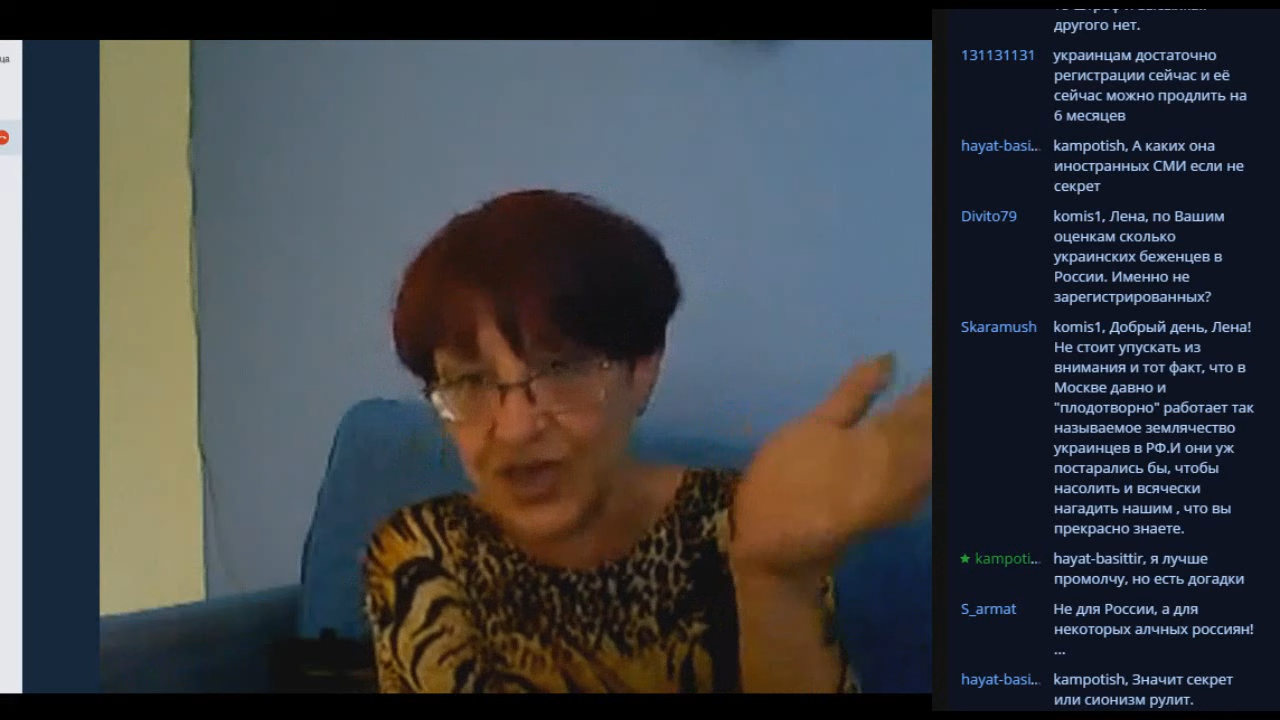 ца
другого нет.
131131131
украинцам достаточно
регистрации сейчас и её
сейчас можно продлить на
6 месяцев
hayat-basi...
kampotish, А каких она
иностранных СМИ если не
секрет
Divito79
komis1, Лена, по Вашим
оценкам сколько
украинских беженцев в
России. Именно не
зарегистрированных?
Skaramush
komis1, Добрый день, Лена!
Не стоит упускать из
внимания и тот факт, что в
Москве давно и
"плодотворно" работает так
называемое землячество
украинцев в РФ.И они уж
постарались бы, чтобы
насолить и всячески
нагадить нашим , что вы
прекрасно знаете.
kampoti...
hayat-basittir, я лучше
промолчу, но есть догадки
S_armat
Не для России, а для
некоторых алчных россиян!
...
hayat-basi...
kampotish, Значит секрет
или сионизм рулит.